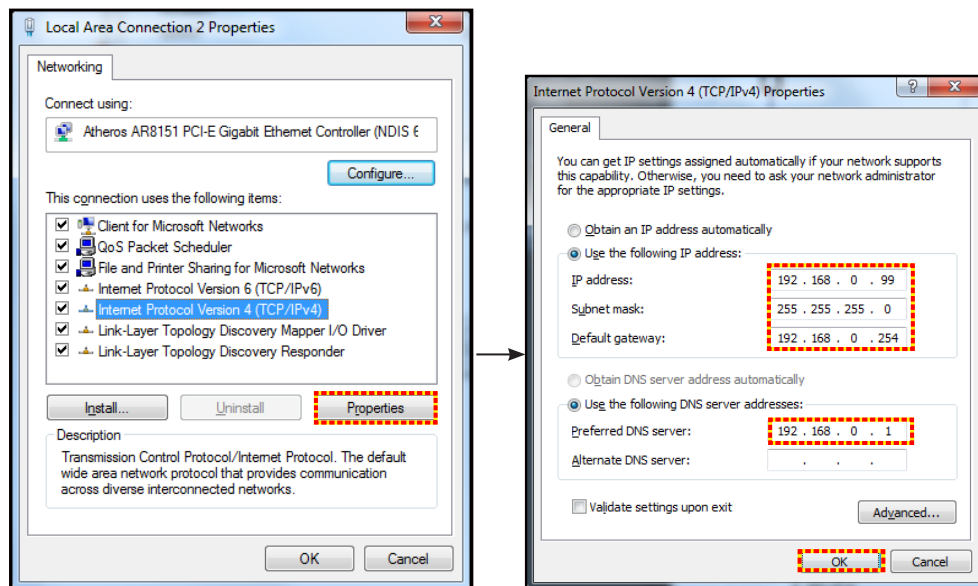 Local Area Connection 2 Properties
Networking
Connect using:
Atheros AR8151 PCI-E Gigabit Ethernet Controller (NDIS 6
Configure...
This connection uses the following items:
Client for Microsoft Networks
QoS Packet Scheduler
File and Printer Sharing for Microsoft Networks
Internet Protocol Version 6 (TCP/IPv6)
Internet Protocol Version 4 (TCP/IPv4)
Link-Layer Topology Discovery Mapper I/O Driver
Link-Layer Topology Discovery Responder
Install...
Uninstall
Properties
Description
Transmission Control Protocol/Internet Protocol. The default
wide area network protocol that provides communication
across diverse interconnected networks.
OK
Cancel
Internet Protocol Version 4 (TCP/IPv4) Properties
General
You can get IP settings assigned automatically if your network supports
this capability. Otherwise, you need to ask your network administrator
for the appropriate IP settings.
Obtain an IP address automatically
Use the following IP address:
IP address: 192 . 168 . 0 . 99
Subnet mask: 255 . 255 . 255 . 0
Default gateway: 192 . 168 . 0 . 254
Obtain DNS server address automatically
Use the following DNS server addresses:
Preferred DNS server: 192 . 168 . 0 . 1
Alternate DNS server: . . .
Validate settings upon exit
Advanced...
OK
Cancel